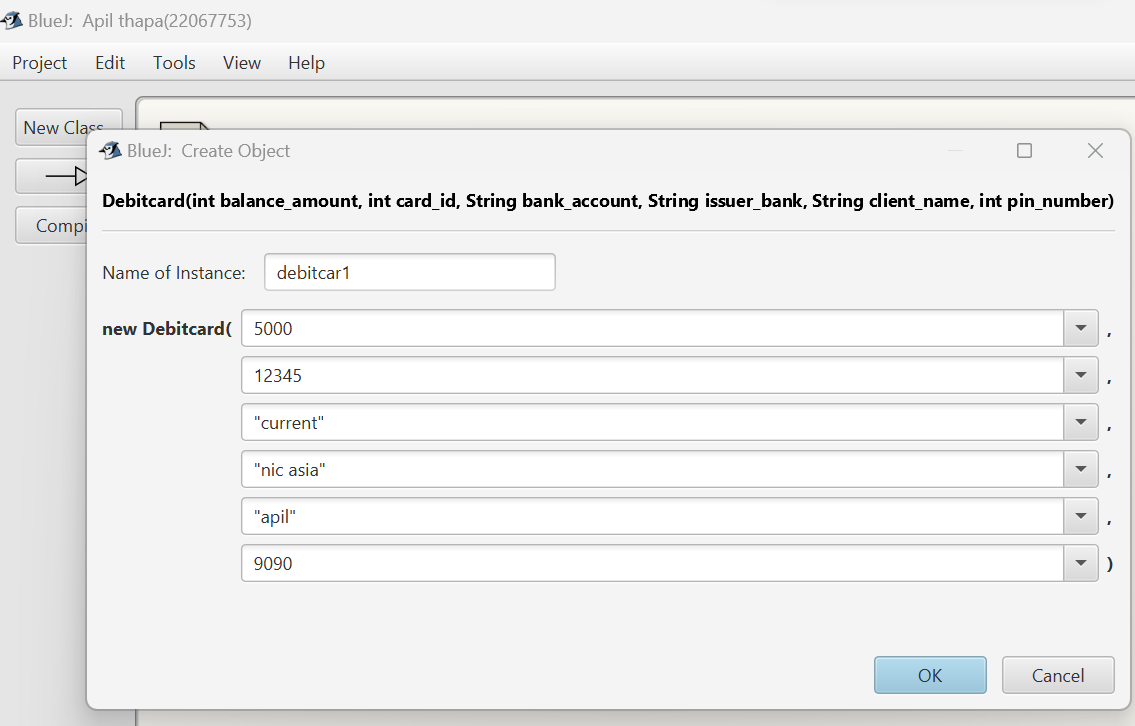 BlueJ: Apil thapa(22067753)
Project Edit Tools View Help
New Class
BlueJ: Create Object
Debitcard(int balance_amount, int card_id, String bank_account, String issuer_bank, String client_name, int pin_number)
Compi
Name of Instance: debitcar1
new Debitcard( 5000 ,
12345 ,
"current" ,
"nic asia" ,
"apil" ,
9090 )
OK Cancel